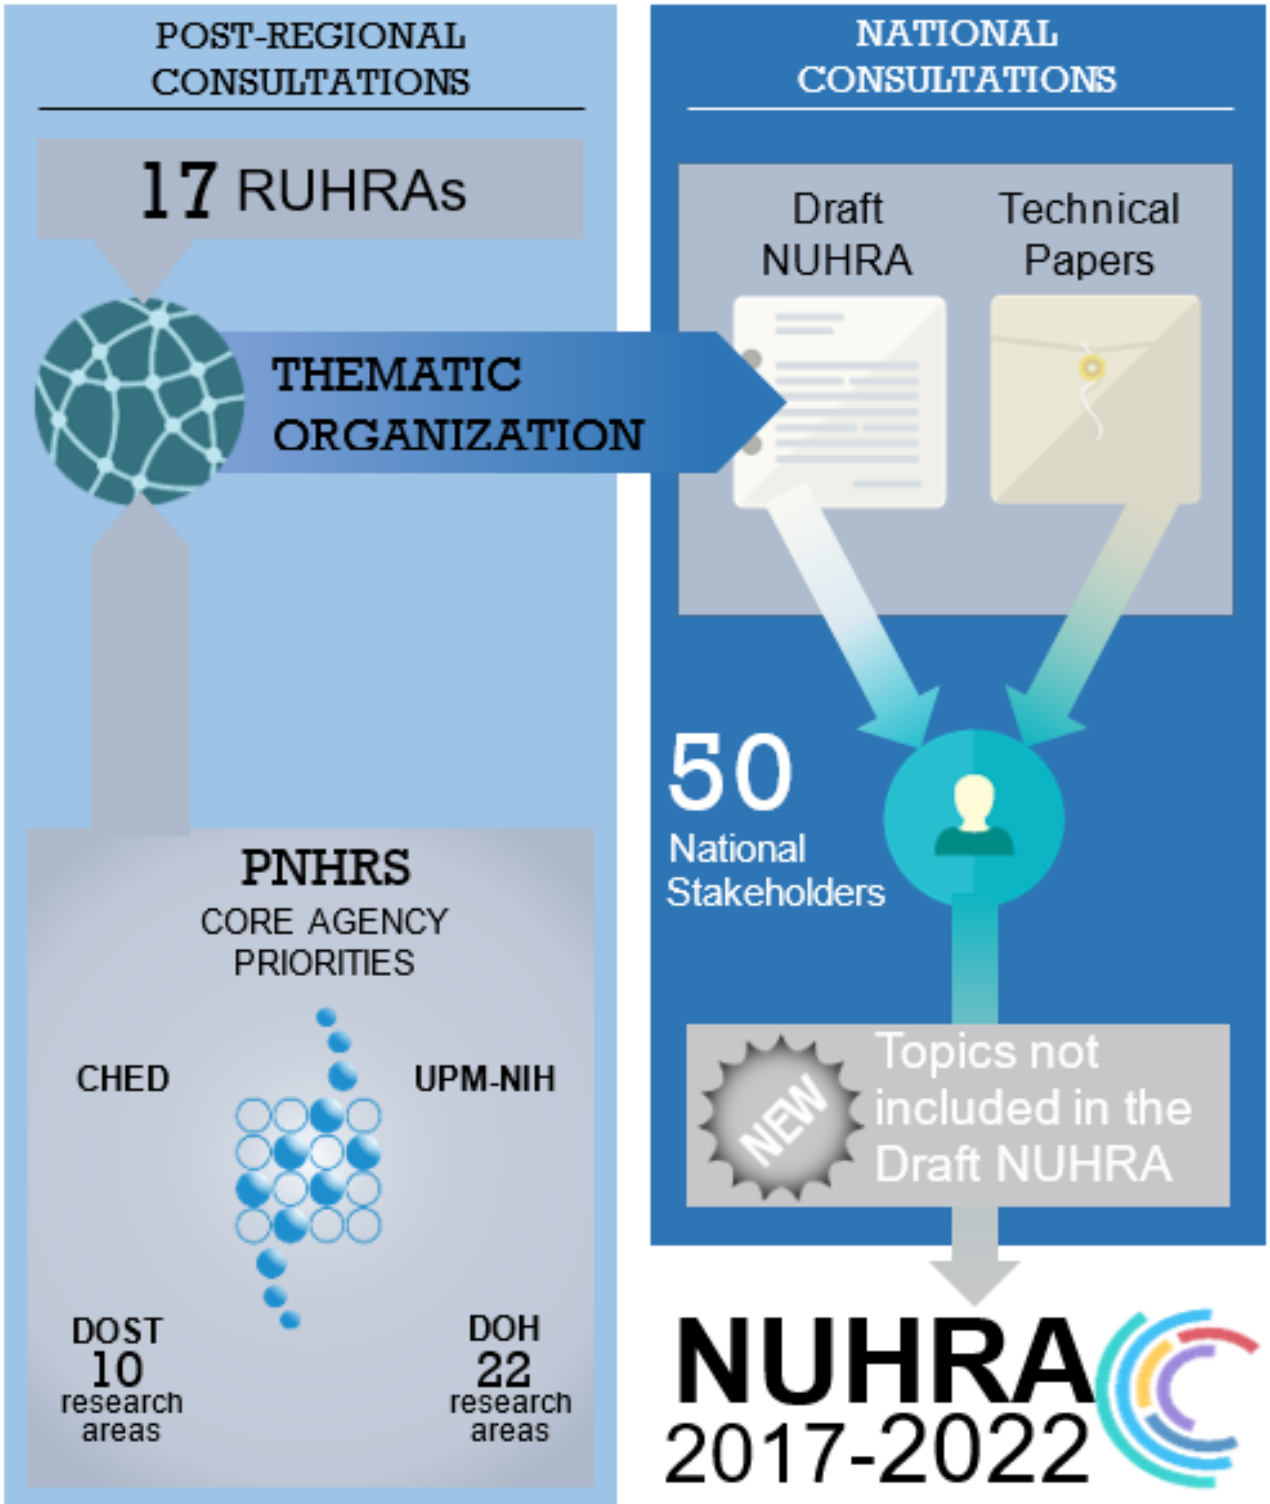 POST-REGIONAL
CONSULTATIONS
17 RUHRAs
THEMATIC
ORGANIZATION
PNHRS
CORE AGENCY
PRIORITIES
CHED
UPM-NIH
DOST
10
research
areas
DOH
22
research
areas
NATIONAL
CONSULTATIONS
Draft
NUHRA
Technical
Papers
50
National
Stakeholders
NEW
Topics not
included in the
Draft NUHRA
NUHRA
2017-2022